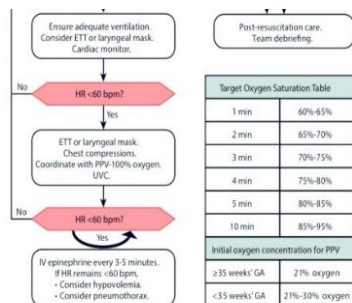 Ensure adequate ventilation.
Consider ETT or laryngeal mask.
Cardiac monitor.
No
HR <60 bpm?
Yes
ETT or laryngeal mask.
Chest compressions.
Coordinate with PPV-100% oxygen.
UVC.
No
HR <60 bpm?
Yes
IV epinephrine every 3-5 minutes.
If HR remains <60 bpm,
• Consider hypovolemia.
• Consider pneumothorax.
Post-resuscitation care.
Team debriefing.
Target Oxygen Saturation Table
1 min 60%-65%
2 min 65%-70%
3 min 70%-75%
4 min 75%-80%
5 min 80%-85%
10 min 85%-95%
Initial oxygen concentration for PPV
≥35 weeks' GA 21% oxygen
<35 weeks' GA 21%-30% oxygen